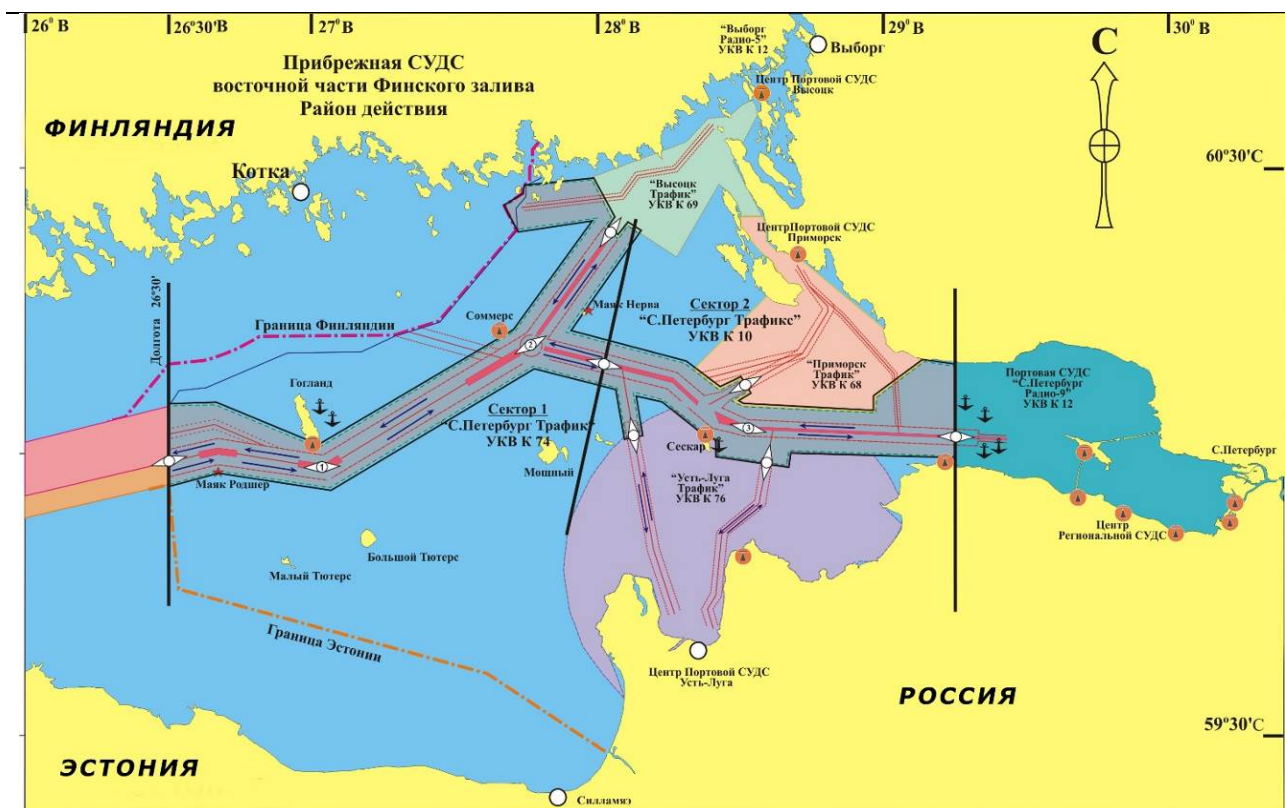 26° В
26°30' В
27° В
28° В
29° В
30° В
Прибрежная СУДС
восточной части Финского залива
Район действия
"Выборг
Радио-5"
УКВ К 12
Выборг
Центр Портовой СУДС
Высоцк
С
ФИНЛЯНДИЯ
Котка
60°30'С
"Высоцк
Трафик"
УКВ К 69
ЦентрПортовой СУДС
Приморск
Долгота 26°30'
Граница Финляндии
Соммерс
Маяк Нерва
Сектор 2
"С.Петербург Трафикс"
УКВ К 10
2
"Приморск
Трафик"
УКВ К 68
Портовая СУДС
"С.Петербург
Радио-9"
УКВ К 12
Гогланд
Сектор 1
"С.Петербург Трафик"
УКВ К 74
3
Сескар
Мощный
1
С.Петербург
Маяк Родшер
"Усть-Луга
Трафик"
УКВ К 76
Центр
Региональной СУДС
Большой Тютерс
Малый Тютерс
Граница Эстонии
Центр Портовой СУДС
Усть-Луга
РОССИЯ
59°30'С
ЭСТОНИЯ
Силламяэ